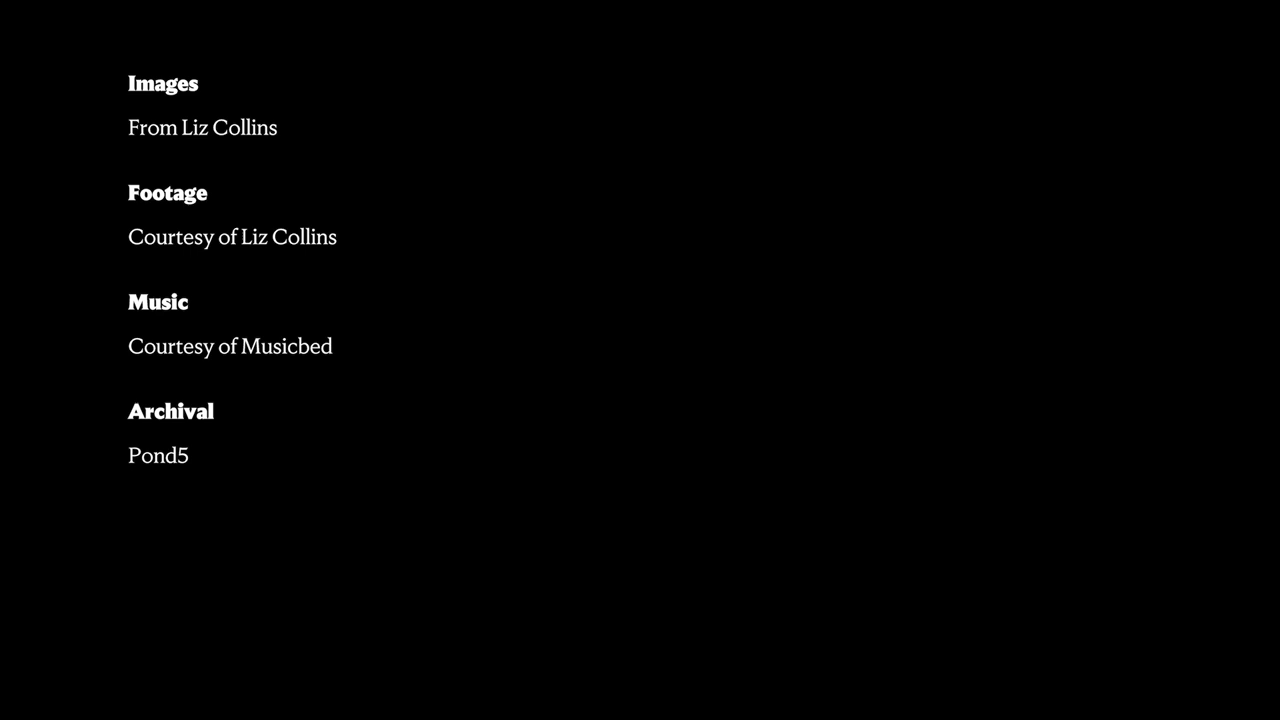 Images
From Liz Collins
Footage
Courtesy of Liz Collins
Music
Courtesy of Musicbed
Archival
Pond5